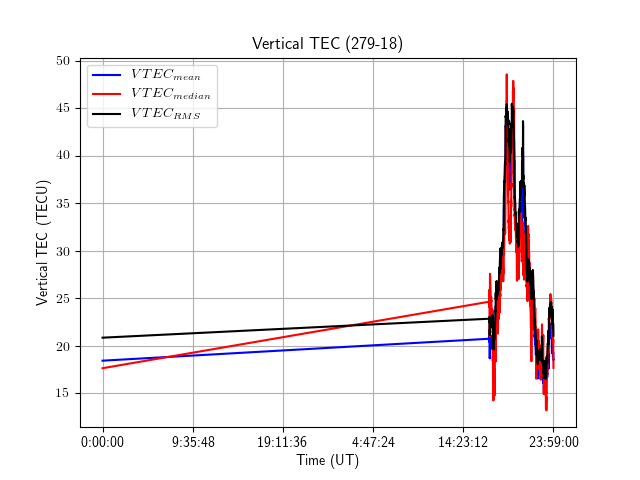 Vertical TEC (279-18)
VTEC_mean
VTEC_median
VTEC_RMS
Vertical TEC (TECU)
50
45
40
35
30
25
20
15
0:00:00 9:35:48 19:11:36 4:47:24 14:23:12 23:59:00
Time (UT)